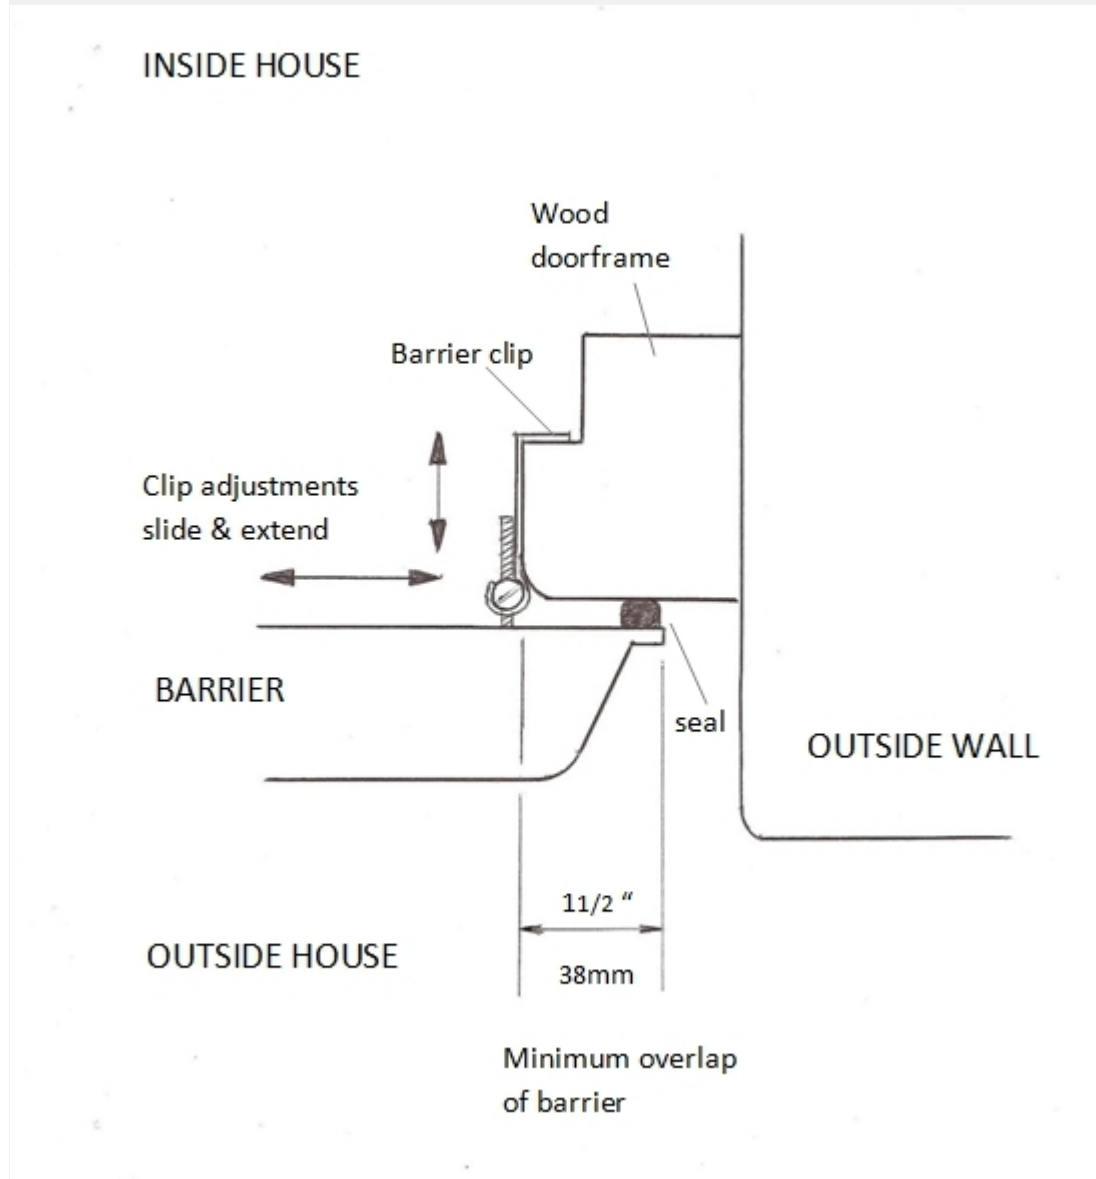 INSIDE HOUSE
Wood
doorframe
Barrier clip
Clip adjustments
slide & extend
BARRIER
seal
OUTSIDE WALL
11/2 “
OUTSIDE HOUSE
38mm
Minimum overlap
of barrier